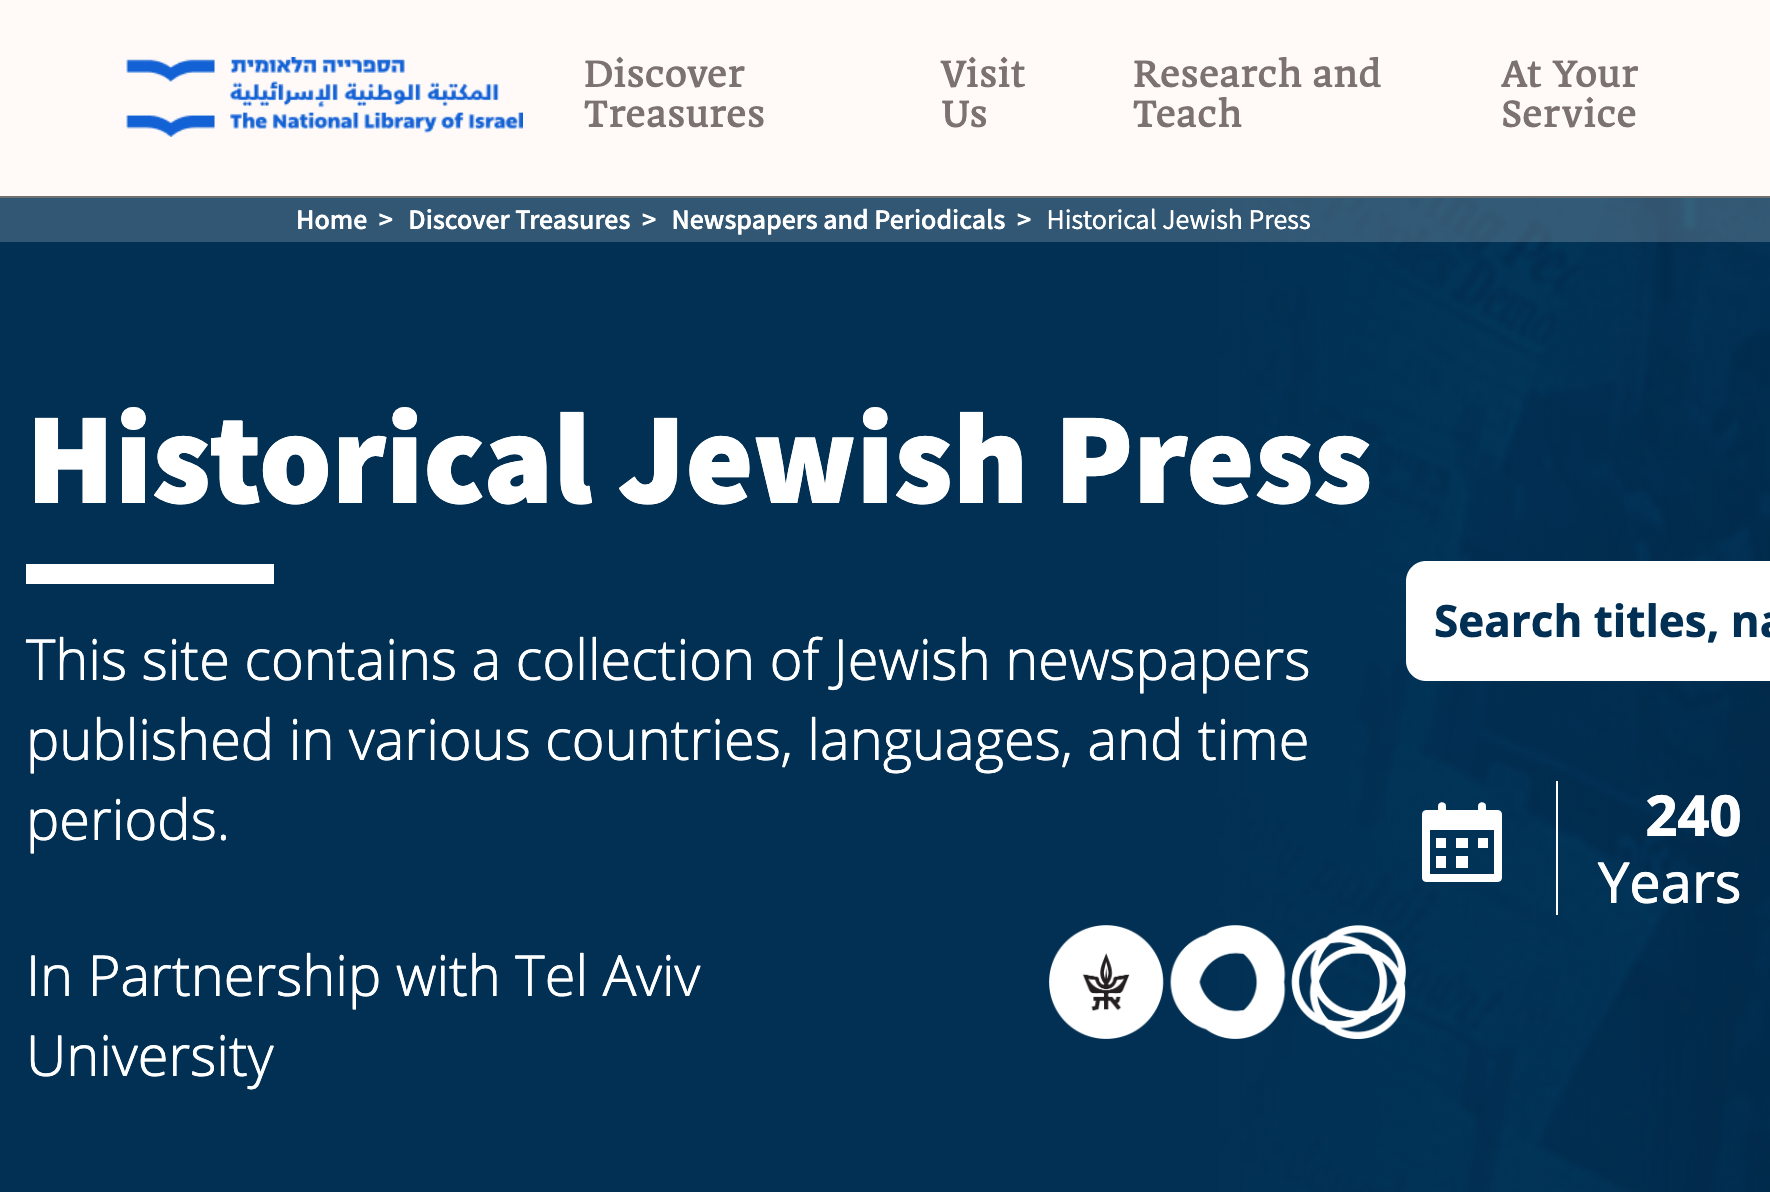 הספרייה הלאומית
المكتبة الوطنية الإسرائيلية
The National Library of Israel
Discover
Treasures
Visit
Us
Research and
Teach
At Your
Service
Home > Discover Treasures > Newspapers and Periodicals > Historical Jewish Press
Historical Jewish Press
This site contains a collection of Jewish newspapers
published in various countries, languages, and time
periods.
Search titles,
240
Years
In Partnership with Tel Aviv
University